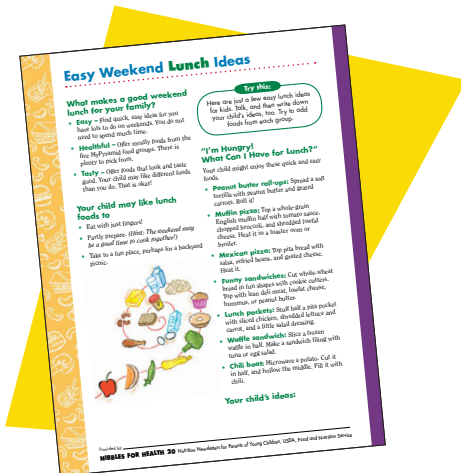 Easy Weekend Lunch Ideas
What makes a good weekend
lunch for your family?
• Easy – Find quick, easy ideas for you
have lots to do on weekends. You do not
need to spend much time.
• Healthful – Offer mostly foods from the
five MyPyramid food groups. There is
plenty to pick from.
• Tasty – Offer foods that look and taste
good. Your child may like different foods
than you do. That is okay!
Your child may like lunch
foods to
• Eat with just fingers!
• Partly prepare. (Hint: The weekend may
be a good time to cook together!)
• Take to a fun place, perhaps for a backyard
picnic.
Try this:
Here are just a few easy lunch ideas
for kids. Talk, and then write down
your child's ideas, too. Try to add
foods from each group.
"I'm Hungry!
What Can I Have for Lunch?"
Your child might enjoy these quick and easy
foods.
• Peanut butter roll-ups: Spread a soft
tortilla with peanut butter and grated
carrots. Roll it!
• Muffin pizza: Top a whole-grain
English muffin half with tomato sauce,
chopped broccoli, and shredded lowfat
cheese. Heat it in a toaster oven or
broiler.
• Mexican pizza: Top pita bread with
salsa, refried beans, and grated cheese.
Heat it.
• Funny sandwiches: Cut whole-wheat
bread in fun shapes with cookie cutters.
Top with lean deli meat, lowfat cheese,
hummus, or peanut butter.
• Lunch pockets: Stuff half a pita pocket
with sliced chicken, shredded lettuce and
carrot, and a little salad dressing.
• Waffle sandwich: Slice a frozen
waffle in half. Make a sandwich filling with
tuna or egg salad.
• Chili boat: Microwave a potato. Cut it
in half, and hollow the middle. Fill it with
chili.
Your child's ideas:
Provided by
NIBBLES FOR HEALTH 20 Nutrition Newsletters for Parents of Young Children, USDA, Food and Nutrition Service